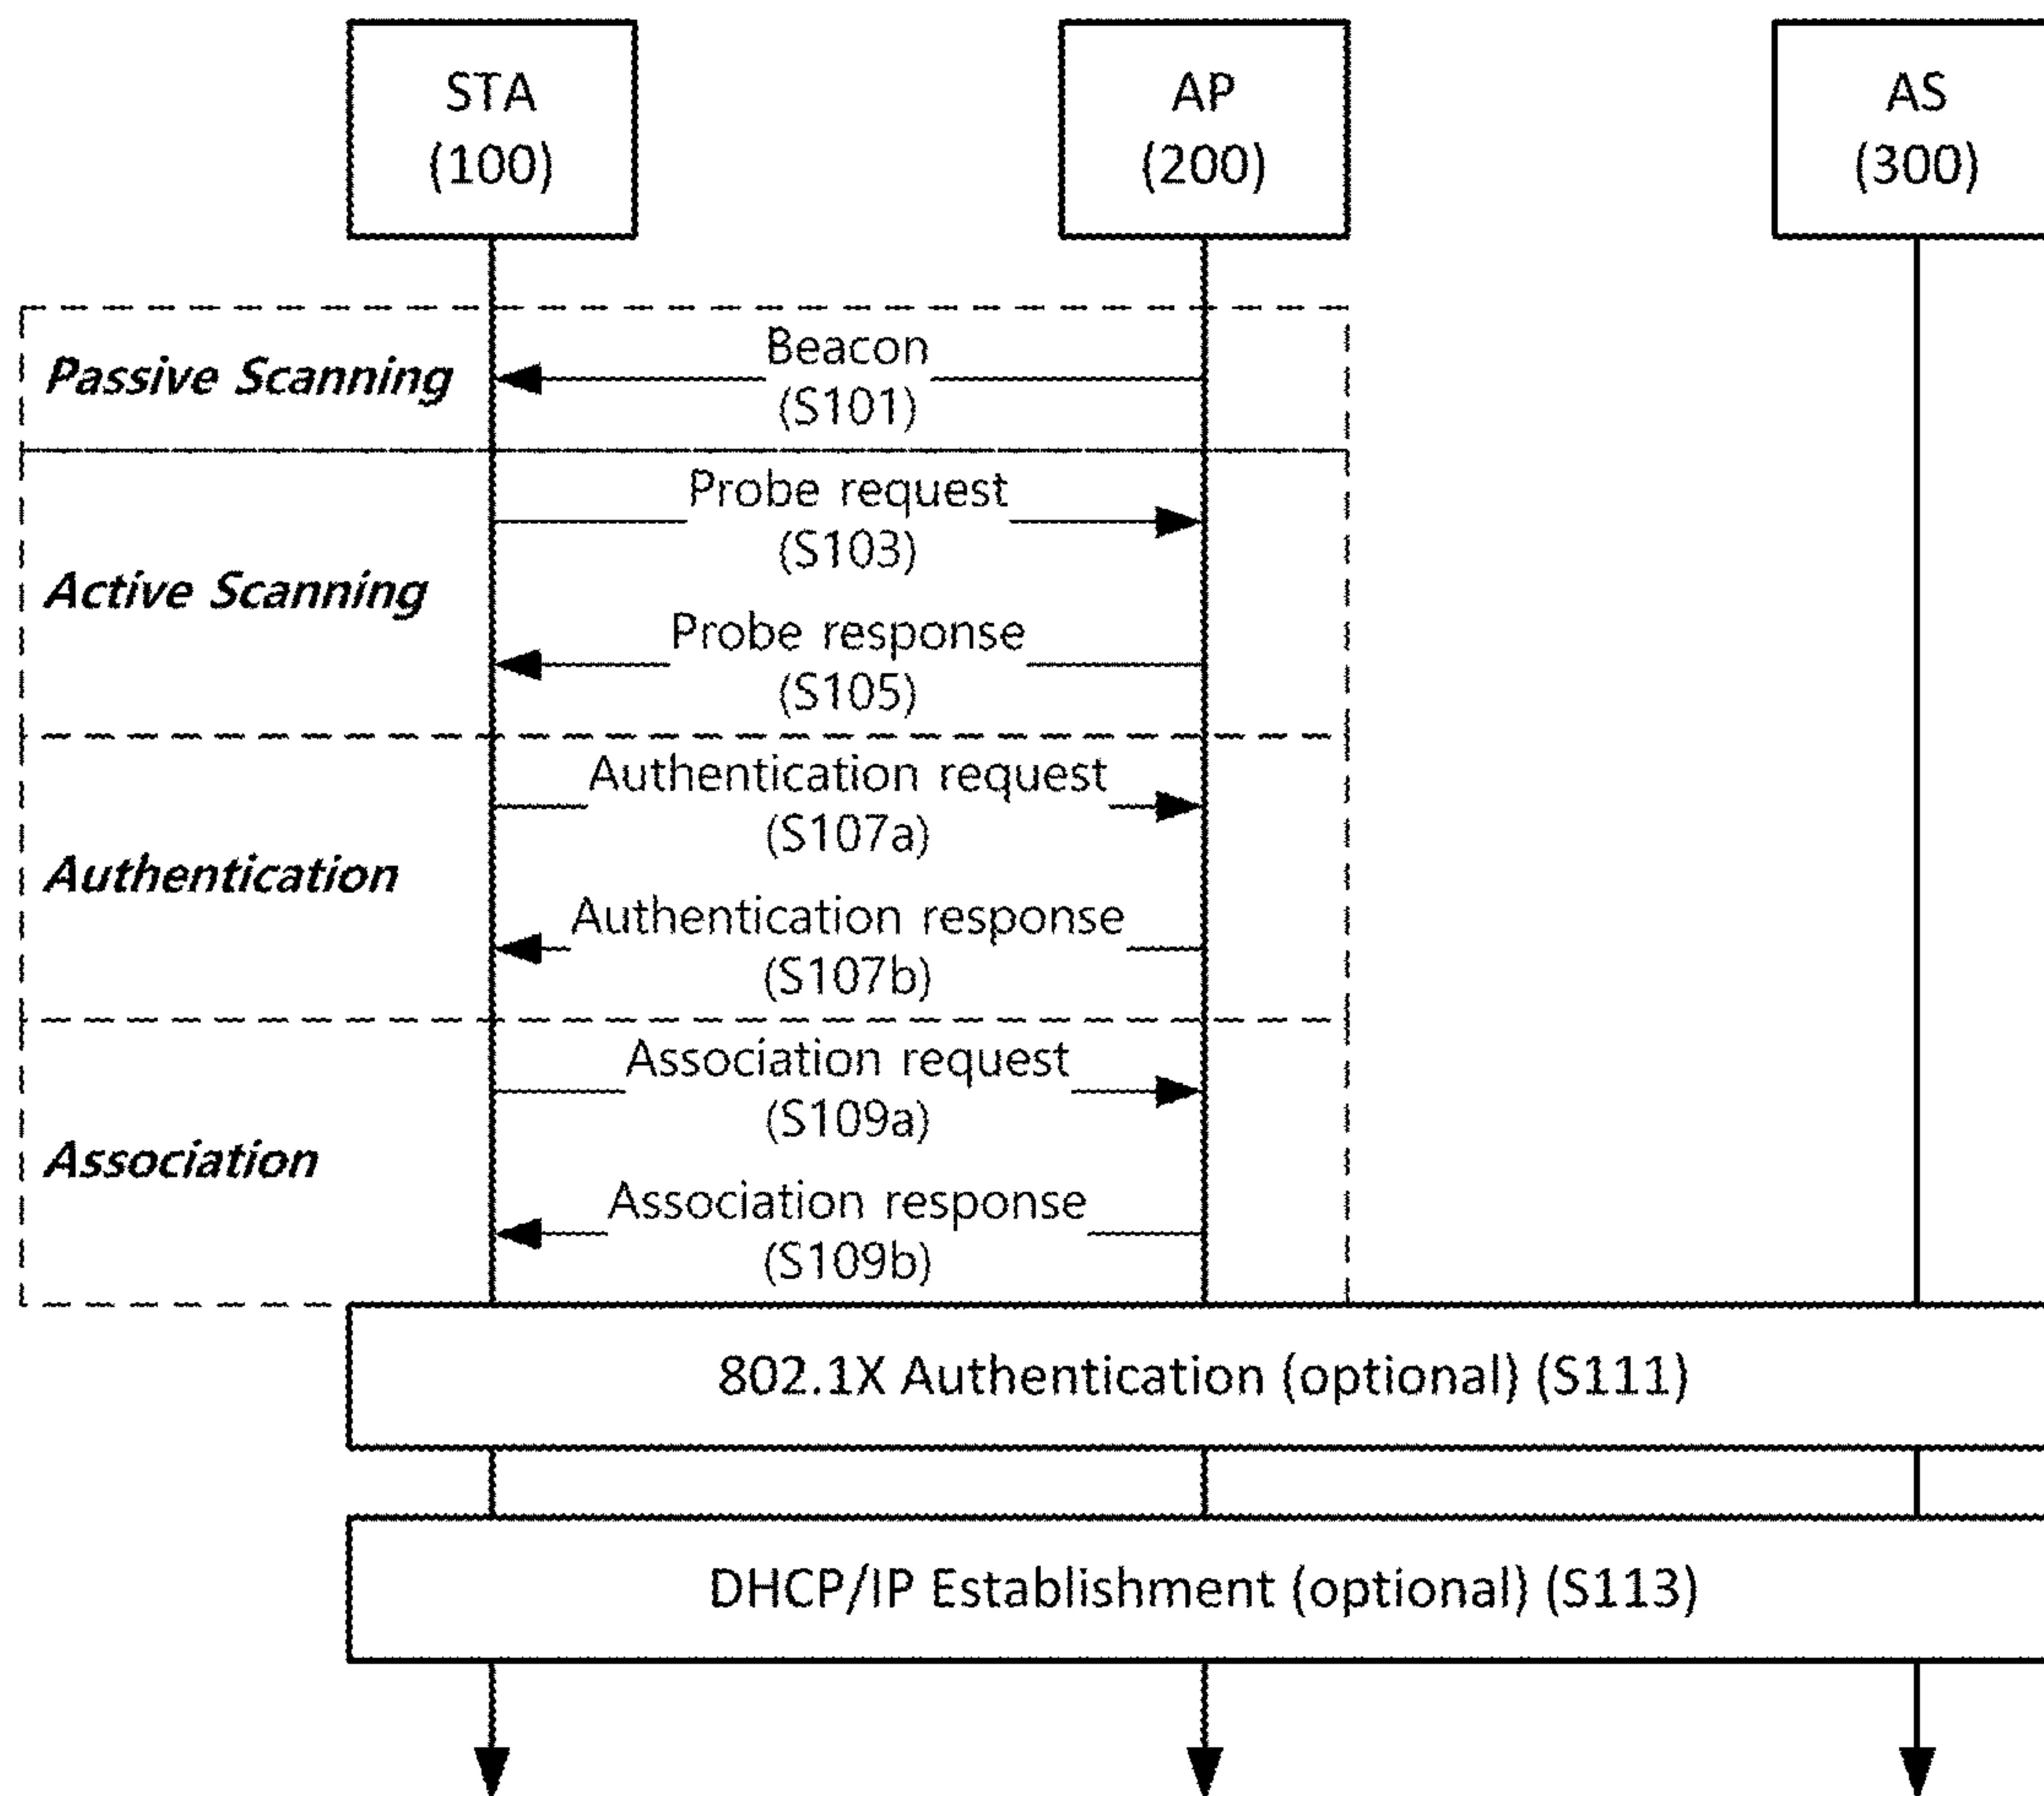 STA
(100)
AP
(200)
AS
(300)
Passive Scanning
Beacon
(S101)
Active Scanning
Probe request
(S103)
Probe response
(S105)
Authentication
Authentication request
(S107a)
Authentication response
(S107b)
Association
Association request
(S109a)
Association response
(S109b)
802.1X Authentication (optional) (S111)
DHCP/IP Establishment (optional) (S113)